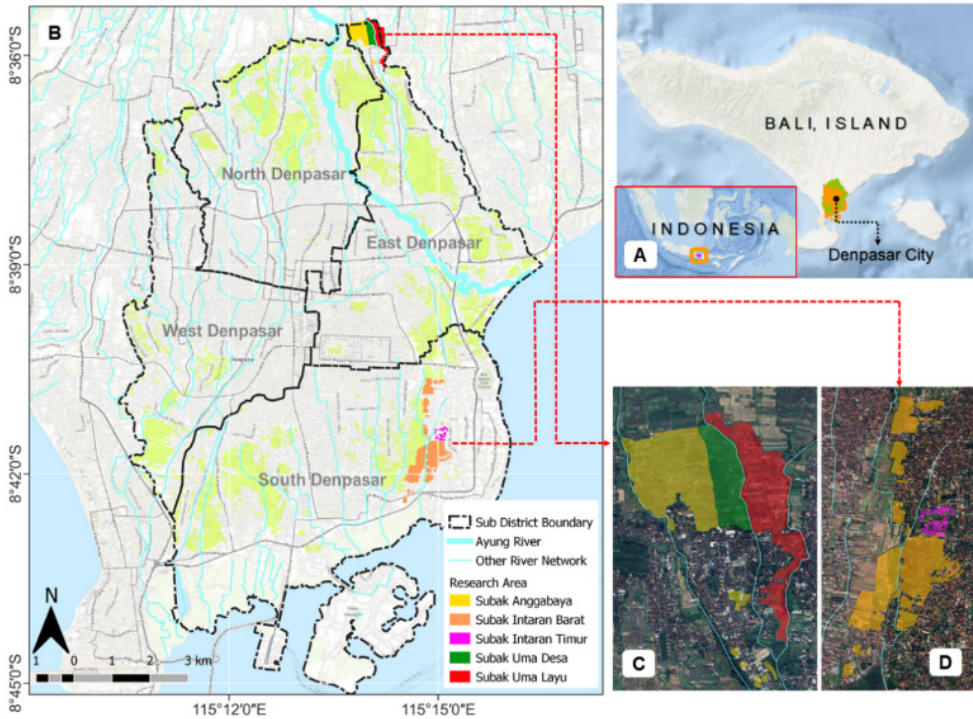 B
8°36'0"S
8°39'0"S
8°42'0"S
8°45'0"S
115°12'0"E
115°15'0"E
North Denpasar
East Denpasar
West Denpasar
South Denpasar
N
1 0 1 2 3 km
Sub District Boundary
Ayung River
Other River Network
Research Area
Subak Anggabaya
Subak Intaran Barat
Subak Intaran Timur
Subak Uma Desa
Subak Uma Layu
BALI, ISLAND
INDONESIA
A
Denpasar City
C
D